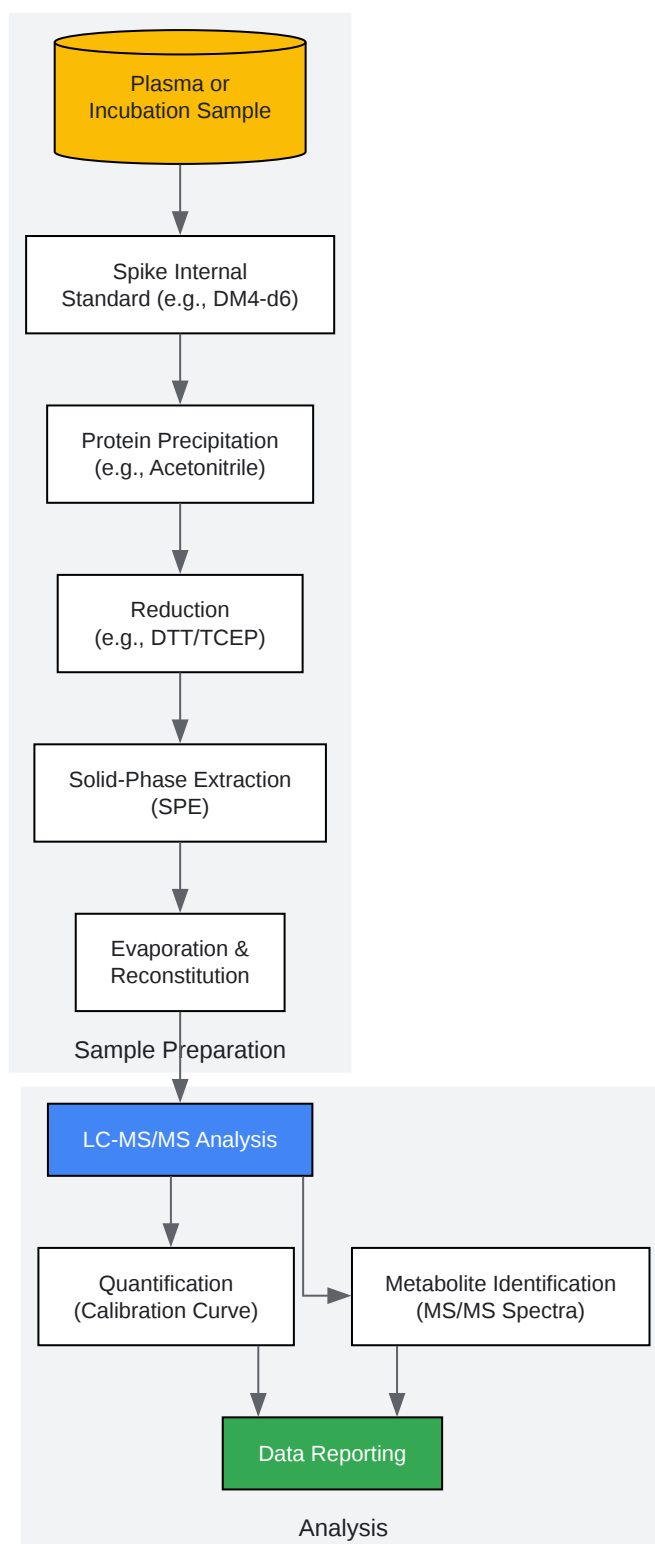 Plasma or
Incubation Sample
Spike Internal
Standard (e.g., DM4-d6)
Protein Precipitation
(e.g., Acetonitrile)
Reduction
(e.g., DTT/TCEP)
Solid-Phase Extraction
(SPE)
Evaporation &
Reconstitution
Sample Preparation
LC-MS/MS Analysis
Quantification
(Calibration Curve)
Metabolite Identification
(MS/MS Spectra)
Data Reporting
Analysis